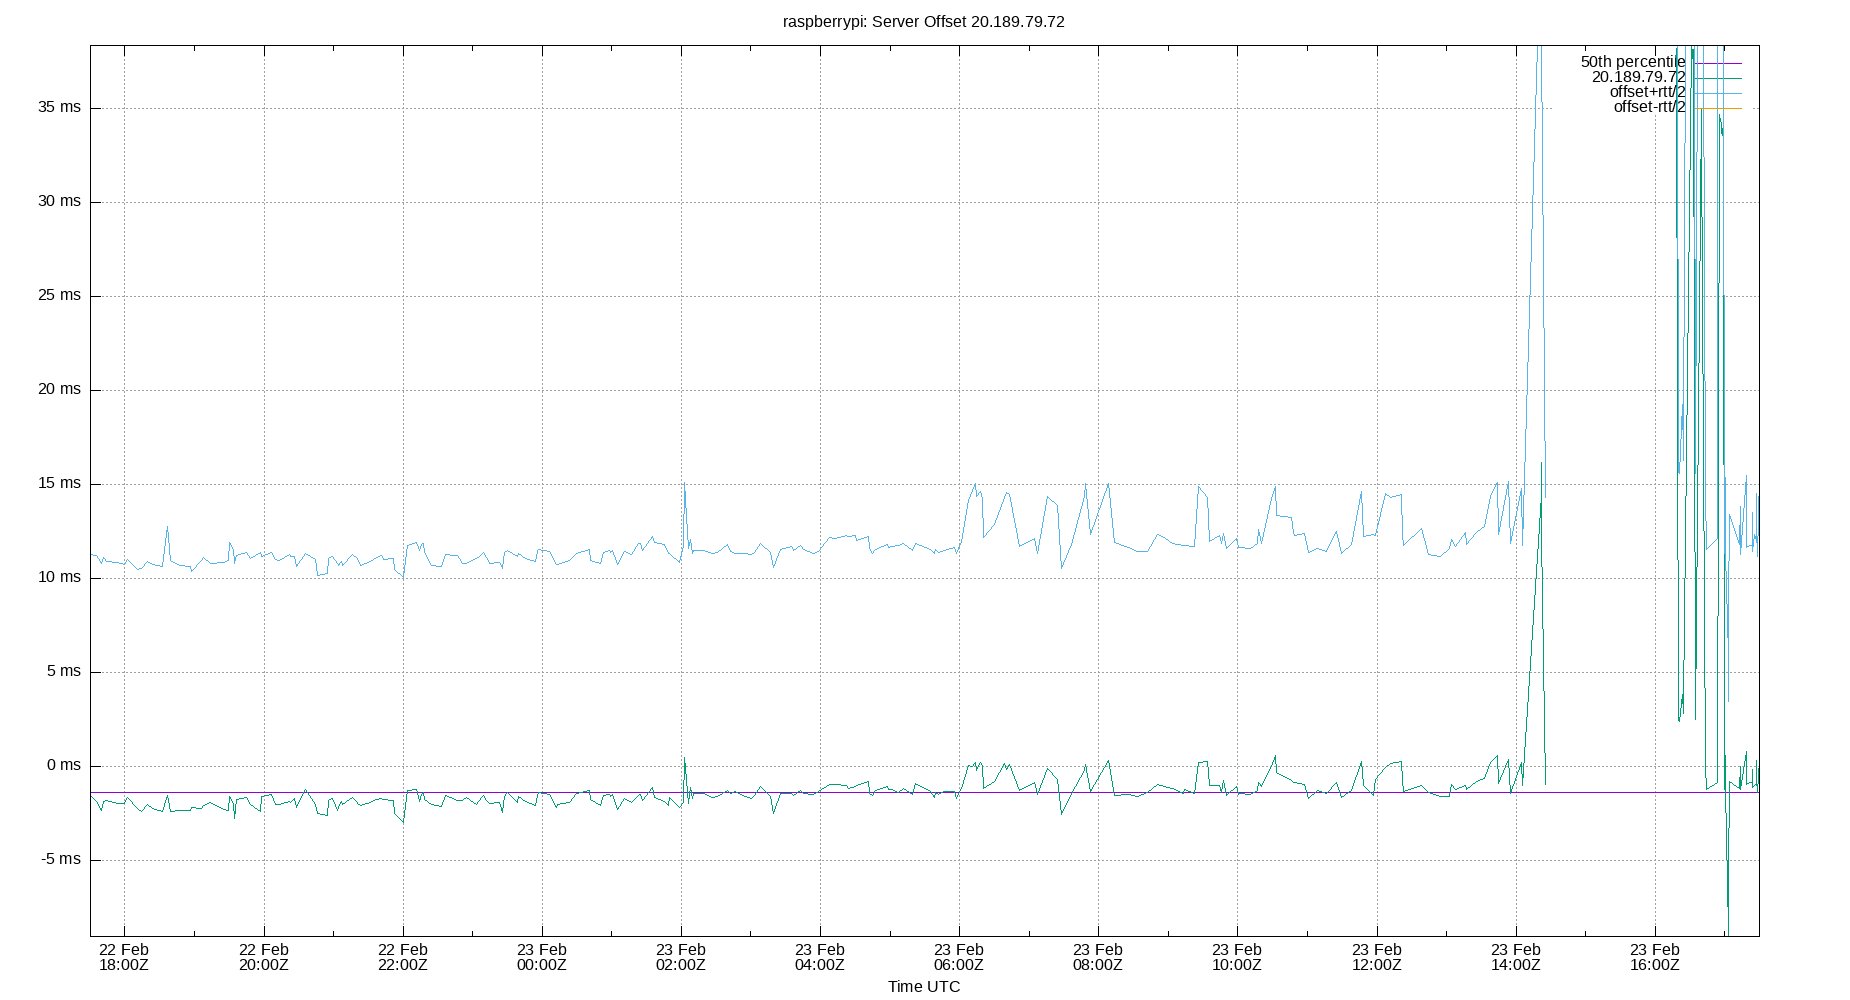 raspberrypi: Server Offset 20.189.79.72
50th percentile
20.189.79.72
offset+rtt/2
offset-rtt/2
35 ms
30 ms
25 ms
20 ms
15 ms
10 ms
5 ms
0 ms
-5 ms
22 Feb 22 Feb 22 Feb 23 Feb 23 Feb 23 Feb 23 Feb 23 Feb 23 Feb 23 Feb 23 Feb 23 Feb
18:00Z 20:00Z 22:00Z 00:00Z 02:00Z 04:00Z 06:00Z 08:00Z 10:00Z 12:00Z 14:00Z 16:00Z
Time UTC